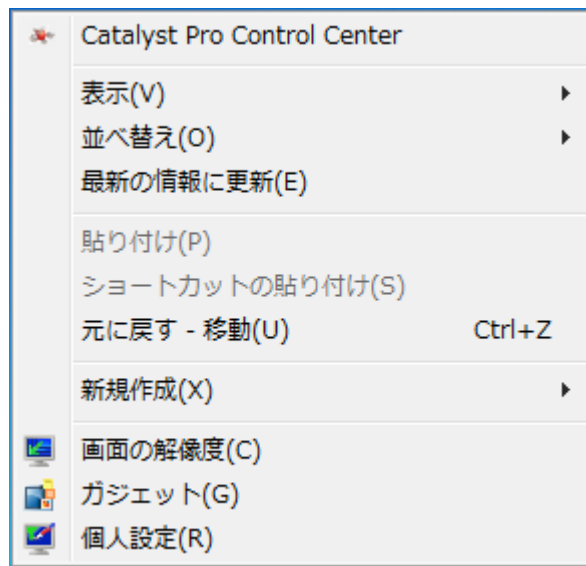 Catalyst Pro Control Center
表示(V)
並べ替え(O)
最新の情報に更新(E)
貼り付け(P)
ショートカットの貼り付け(S)
元に戻す - 移動(U) Ctrl+Z
新規作成(X)
画面の解像度(C)
ガジェット(G)
個人設定(R)